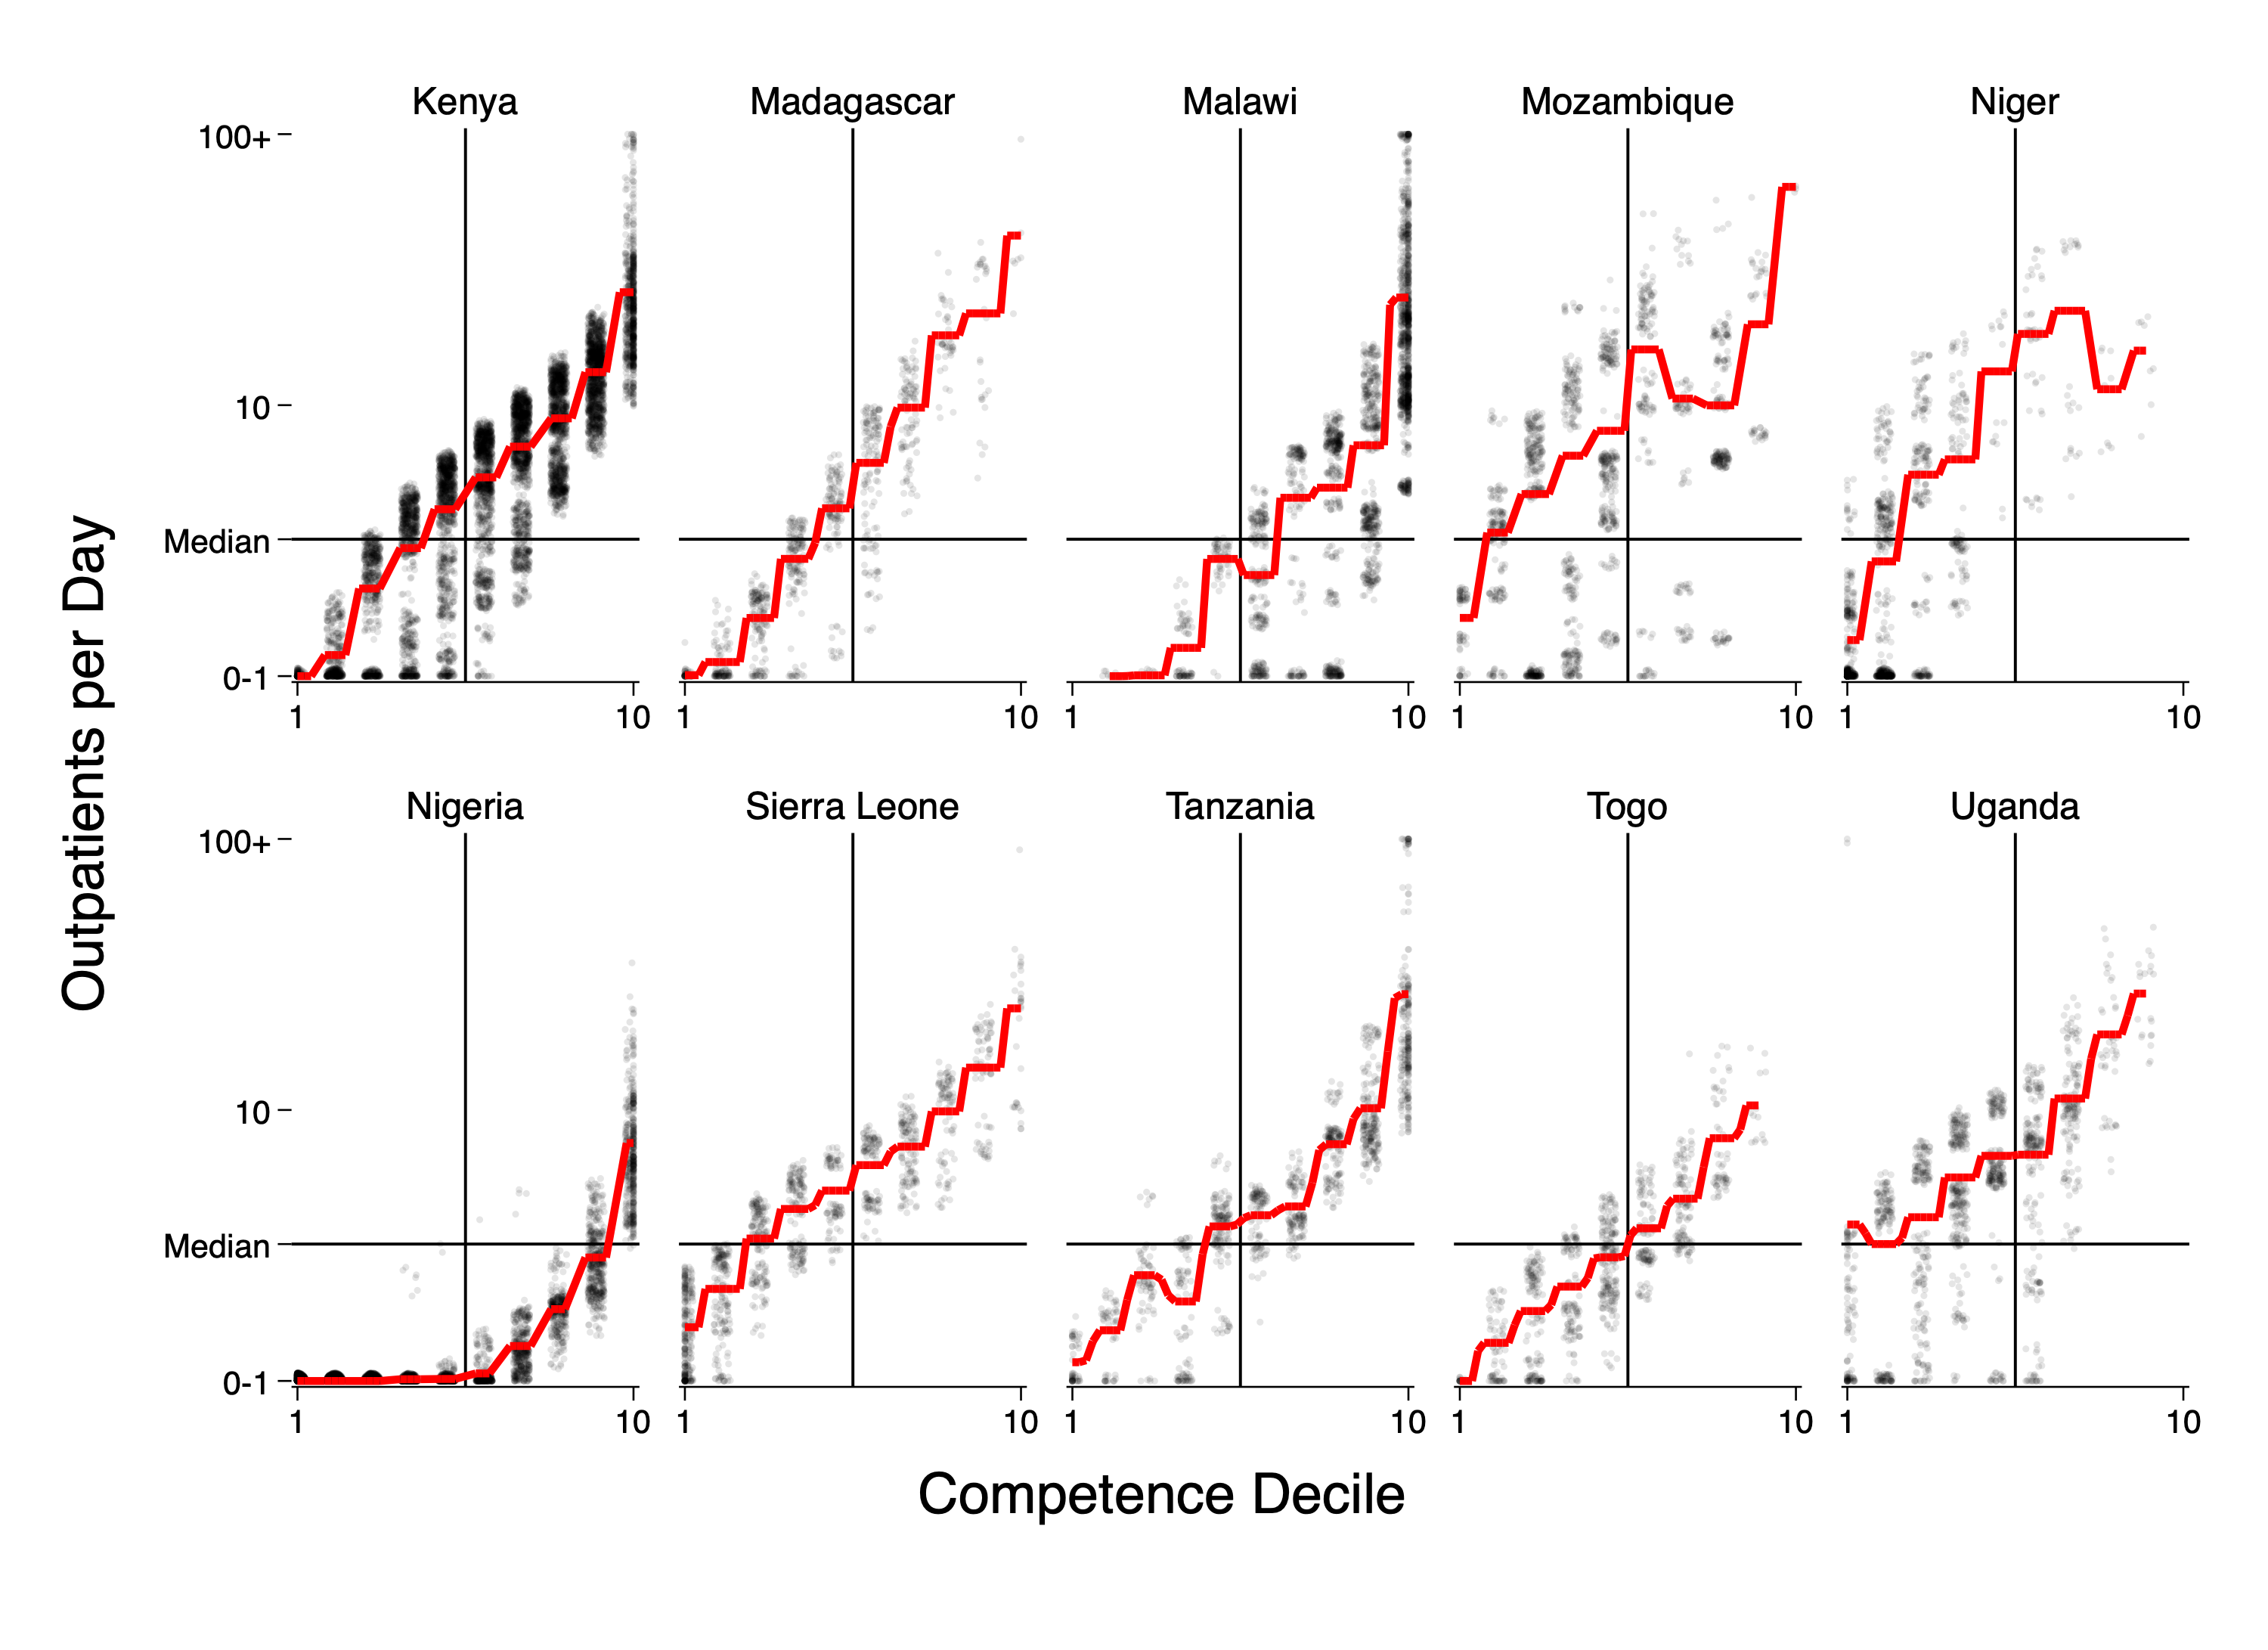 Kenya Madagascar Malawi Mozambique Niger
100+
10
Median
0-1
1 10 1 10 1 10 1 10 1 10
Outpatients per Day
Nigeria Sierra Leone Tanzania Togo Uganda
100+
10
Median
0-1
1 10 1 10 1 10 1 10 1 10
Competence Decile